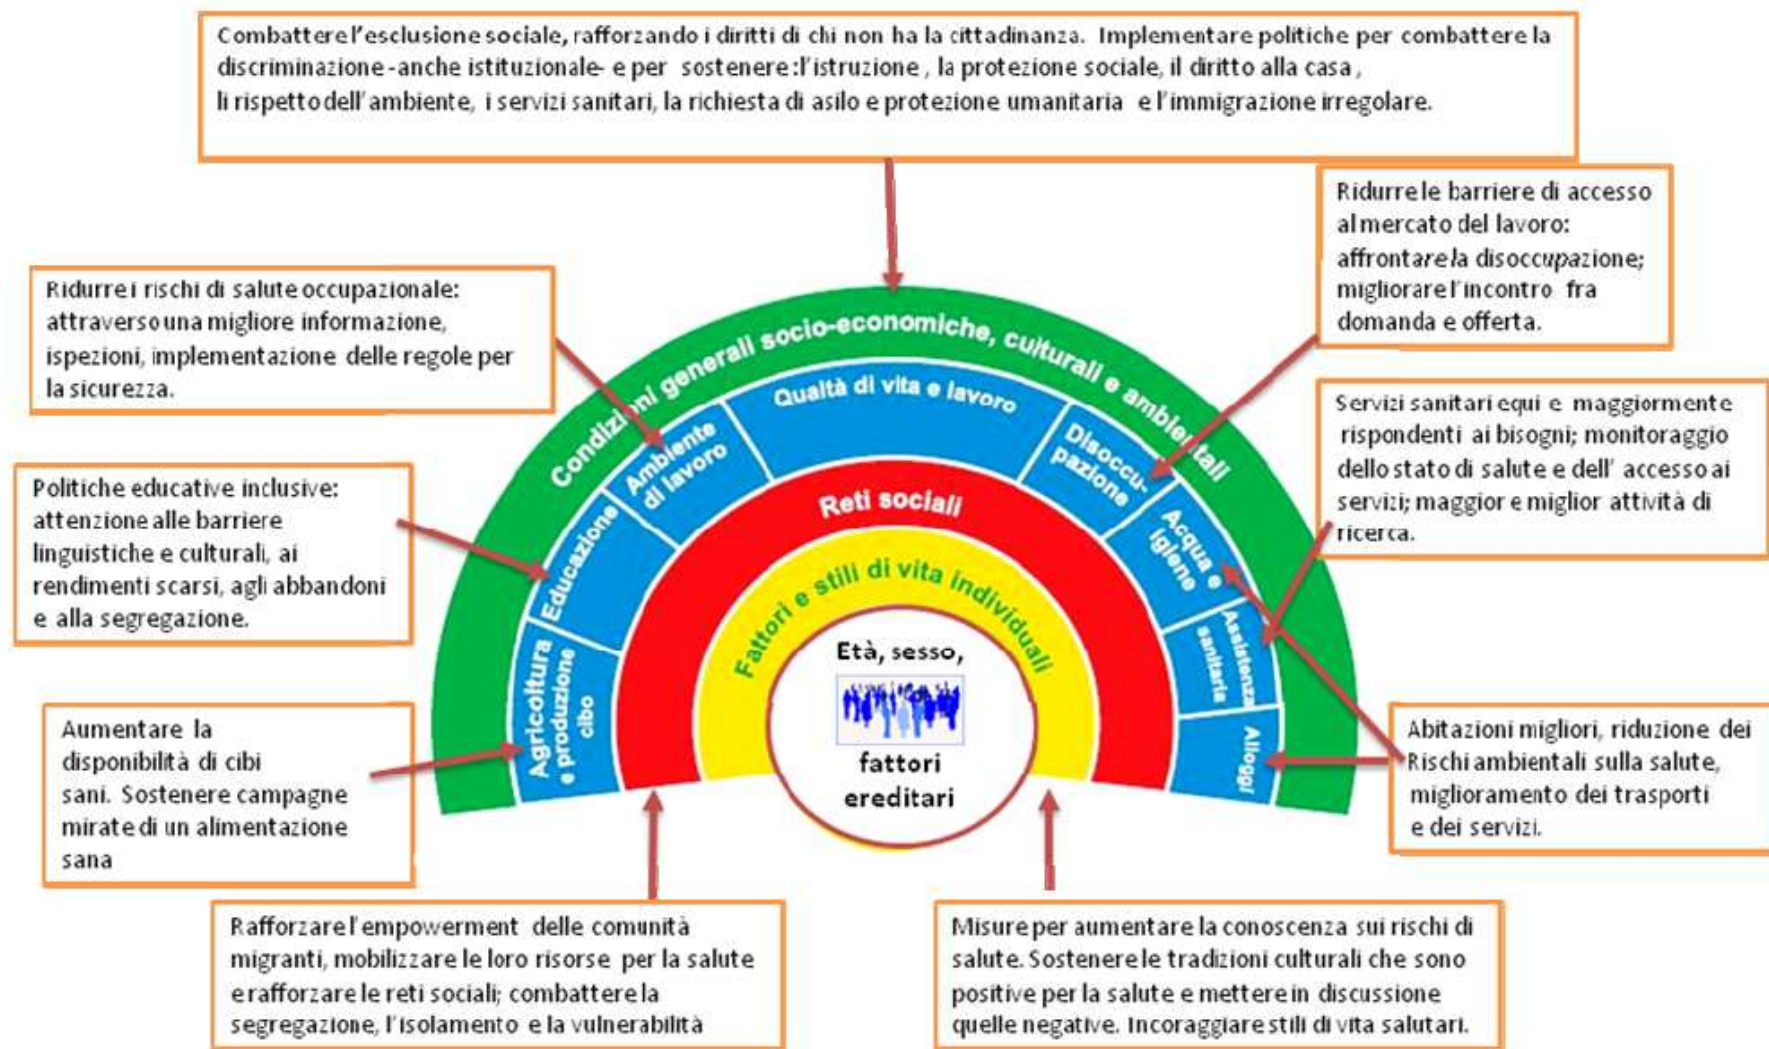 Combattere l'esclusione sociale, rafforzando i diritti di chi non ha la cittadinanza. Implementare politiche per combattere la
discriminazione -anche istituzionale- e per sostenere :l'istruzione , la protezione sociale, il diritto alla casa ,
li rispetto dell'ambiente, i servizi sanitari, la richiesta di asilo e protezione umanitaria e l'immigrazione irregolare.
Ridurre le barriere di accesso
al mercato del lavoro:
affrontare la disoccupazione;
migliorare l'incontro fra
domanda e offerta.
Ridurre i rischi di salute occupazionale:
attraverso una migliore informazione,
ispezioni, implementazione delle regole per
la sicurezza.
Servizi sanitari equi e maggiormente
rispondenti ai bisogni; monitoraggio
dello stato di salute e dell' accesso ai
servizi; maggior e miglior attività di
ricerca.
Politiche educative inclusive:
attenzione alle barriere
linguistiche e culturali, ai
rendimenti scarsi, agli abbandoni
e alla segregazione.
Condizioni generali socio-economiche, culturali e ambientali
Agricoltura
e produzione
cibo
Educazione
Ambiente
di lavoro
Qualtà di vita e lavoro
Disoccu-
pazione
Acqua e
igiene
Assistenza
sanitaria
Alloggi
Reti sociali
Fattori e stili di vita individuali
Età, sesso,
fattori
ereditari
Aumentare la
disponibilità di cibi
sani. Sostenere campagne
mirate di un alimentazione
sana
Abitazioni migliori, riduzione dei
Rischi ambientali sulla salute,
miglioramento dei trasporti
e dei servizi.
Rafforzare l'empowerment delle comunità
migranti, mobilizzare le loro risorse per la salute
e rafforzare le reti sociali; combattere la
segregazione, l'isolamento e la vulnerabilità
Misure per aumentare la conoscenza sui rischi di
salute. Sostenere le tradizioni culturali che sono
positive per la salute e mettere in discussione
quelle negative. Incoraggiare stili di vita salutari.